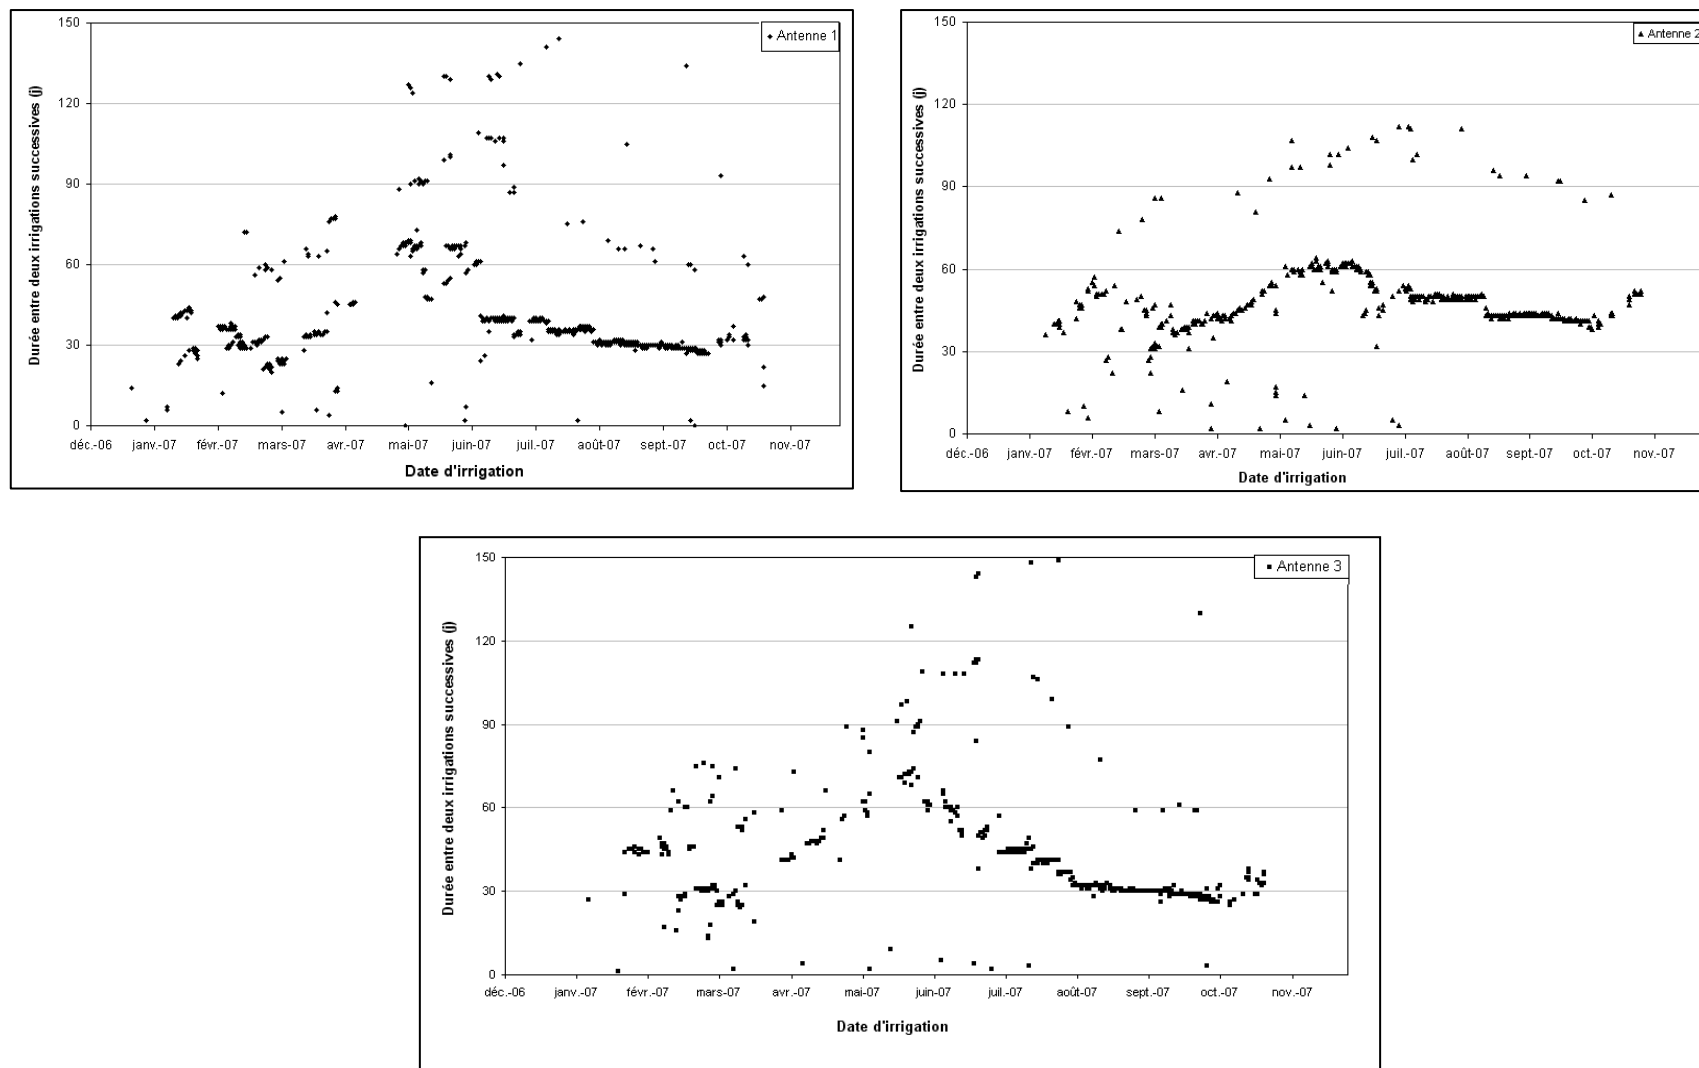 Antenne 1
Durée entre deux irrigations successives (j)
150
120
90
60
30
0
déc.-06 janv.-07 févr.-07 mars-07 avr.-07 mai-07 juin-07 juil.-07 août-07 sept.-07 oct.-07 nov.-07
Date d'irrigation
Antenne 2
Durée entre deux irrigations successives (j)
150
120
90
60
30
0
déc.-06 janv.-07 févr.-07 mars-07 avr.-07 mai-07 juin-07 juil.-07 août-07 sept.-07 oct.-07 nov.-07
Date d'irrigation
Antenne 3
Durée entre deux irrigations successives (j)
150
120
90
60
30
0
déc.-06 janv.-07 févr.-07 mars-07 avr.-07 mai-07 juin-07 juil.-07 août-07 sept.-07 oct.-07 nov.-07
Date d'irrigation